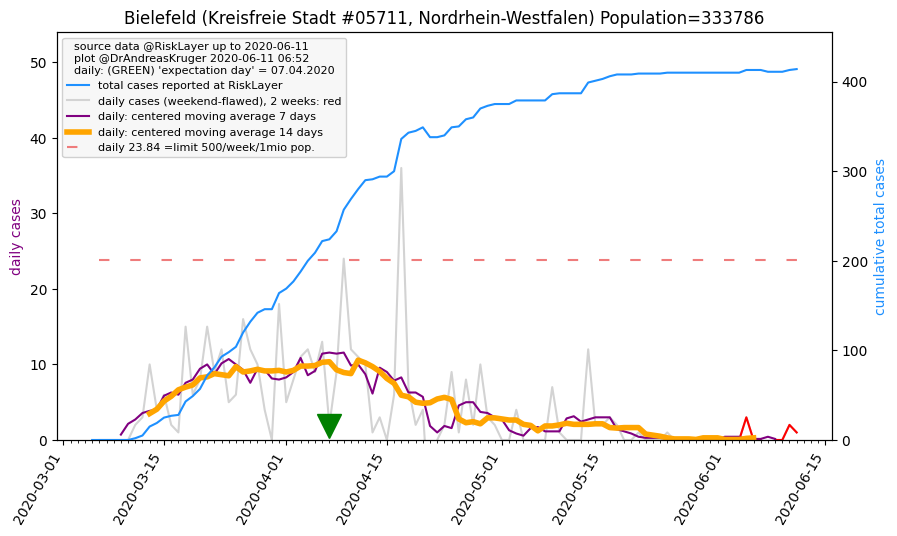 Bielefeld (Kreisfreie Stadt #05711, Nordrhein-Westfalen) Population=333786
source data @RiskLayer up to 2020-06-11
plot @DrAndreasKruger 2020-06-11 06:52
daily: (GREEN) 'expectation day' = 07.04.2020
total cases reported at RiskLayer
daily cases (weekend-flawed), 2 weeks: red
daily: centered moving average 7 days
daily: centered moving average 14 days
daily 23.84 =limit 500/week/1mio pop.
daily cases
50
40
30
20
10
0
400
300
200
100
0
cumulative total cases
2020-03-01
2020-03-15
2020-04-01
2020-04-15
2020-05-01
2020-05-15
2020-06-01
2020-06-15